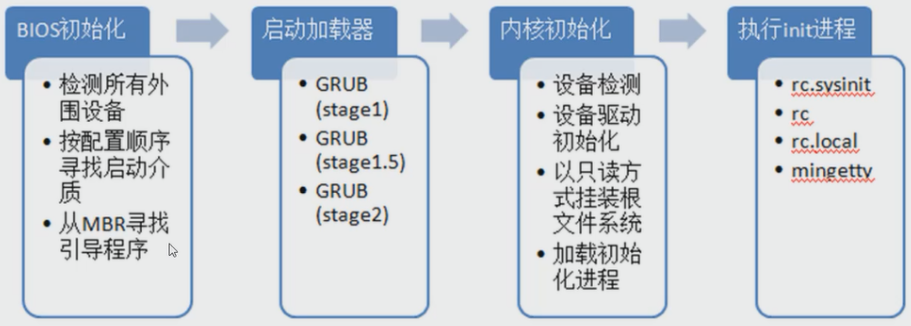 BIOS初始化
• 检测所有外
围设备
• 按配置顺序
寻找启动介
质
• 从MBR寻找
引导程序
启动加载器
• GRUB
(stage1)
• GRUB
(stage1.5)
• GRUB
(stage2)
内核初始化
• 设备检测
• 设备驱动
初始化
• 以只读方
式挂装根
文件系统
• 加载初始
化进程
执行init进程
• rc.sysinit
• rc
• rc.local
• mingetty